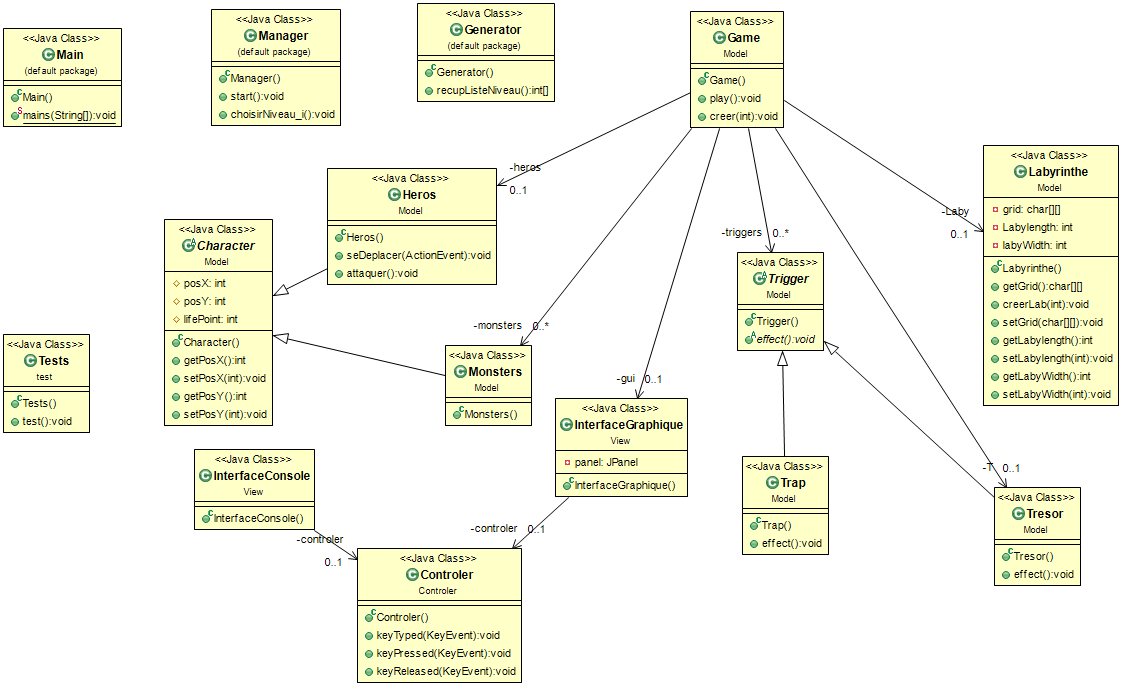 <<Java Class>>
Main
(default package)
Main()
mains(String[]):void
<<Java Class>>
Manager
(default package)
Manager()
start():void
choisirNiveau_i():void
<<Java Class>>
Generator
(default package)
Generator()
recupListeNiveau():int[]
<<Java Class>>
Game
Model
Game()
play():void
creer(int):void
-heros
0..1
-monsters 0..*
-gui 0..1
-triggers 0..*
-T 0..1
-Laby
0..1
<<Java Class>>
Heros
Model
Heros()
seDeplacer(ActionEvent):void
attaquer():void
<<Java Class>>
Character
Model
posX: int
posY: int
lifePoint: int
Character()
getPosX():int
setPosX(int):void
getPosY():int
setPosY(int):void
<<Java Class>>
Labyrinthe
Model
grid: char[][]
Labylength: int
labyWidth: int
Labyrinthe()
getGrid():char[][]
creerLab(int):void
setGrid(char[][]):void
getLabylength():int
setLabylength(int):void
getLabyWidth():int
setLabyWidth(int):void
<<Java Class>>
Trigger
Model
Trigger()
effect():void
<<Java Class>>
Tests
test
Tests()
test():void
<<Java Class>>
Monsters
Model
Monsters()
<<Java Class>>
InterfaceGraphique
View
panel: JPanel
InterfaceGraphique()
<<Java Class>>
InterfaceConsole
View
InterfaceConsole()
-controler
0..1
-controler 0..1
<<Java Class>>
Trap
Model
Trap()
effect():void
<<Java Class>>
Tresor
Model
Tresor()
effect():void
<<Java Class>>
Controler
Controler
Controler()
keyTyped(KeyEvent):void
keyPressed(KeyEvent):void
keyReleased(KeyEvent):void